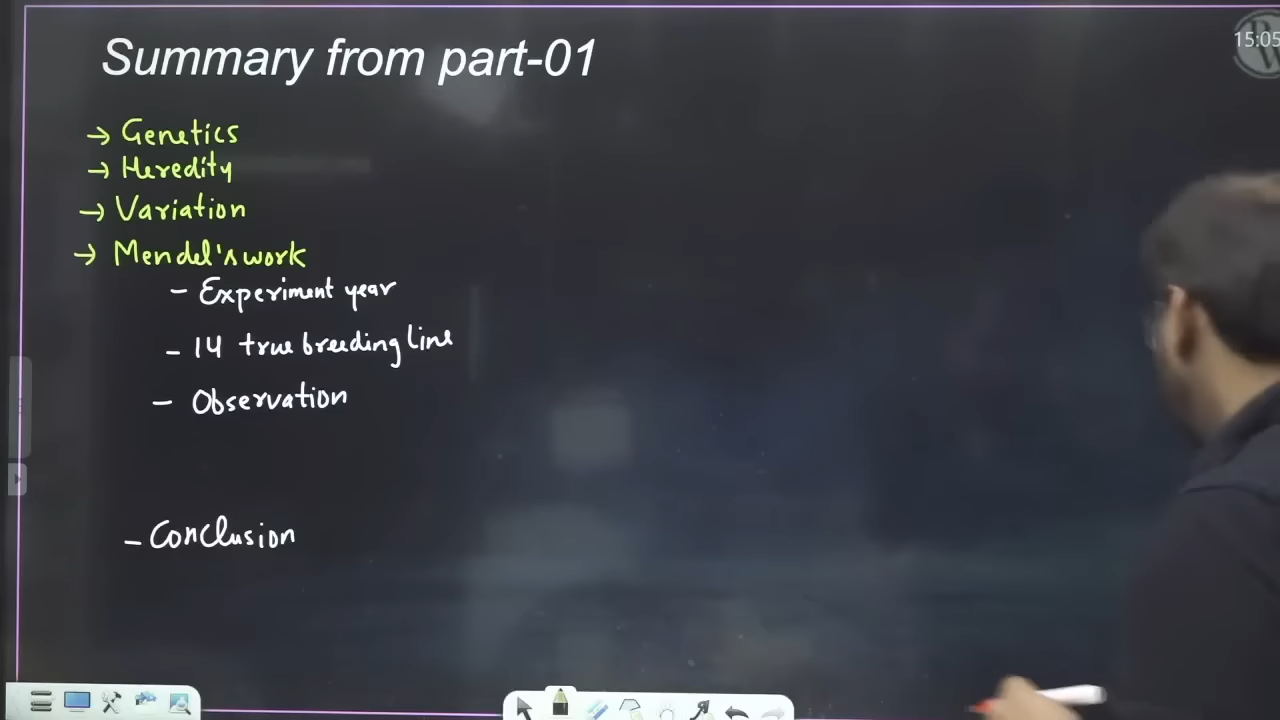 Summary from part-01
15:05
→ Genetics
→ Heredity
→ Variation
→ Mendel's work
- Experiment year
- 14 true breeding line
- Observation
- Conclusion